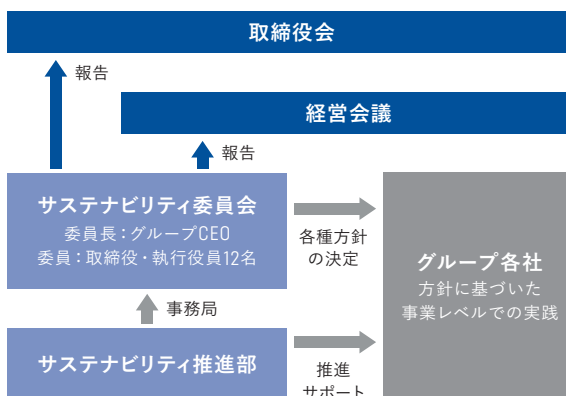 取締役会
報告
経営会議
報告
サステナビリティ委員会
委員長：グループCEO
委員：取締役・執行役員12名
各種方針
の決定
グループ各社
方針に基づいた
事業レベルでの実践
事務局
サステナビリティ推進部
推進
サポート